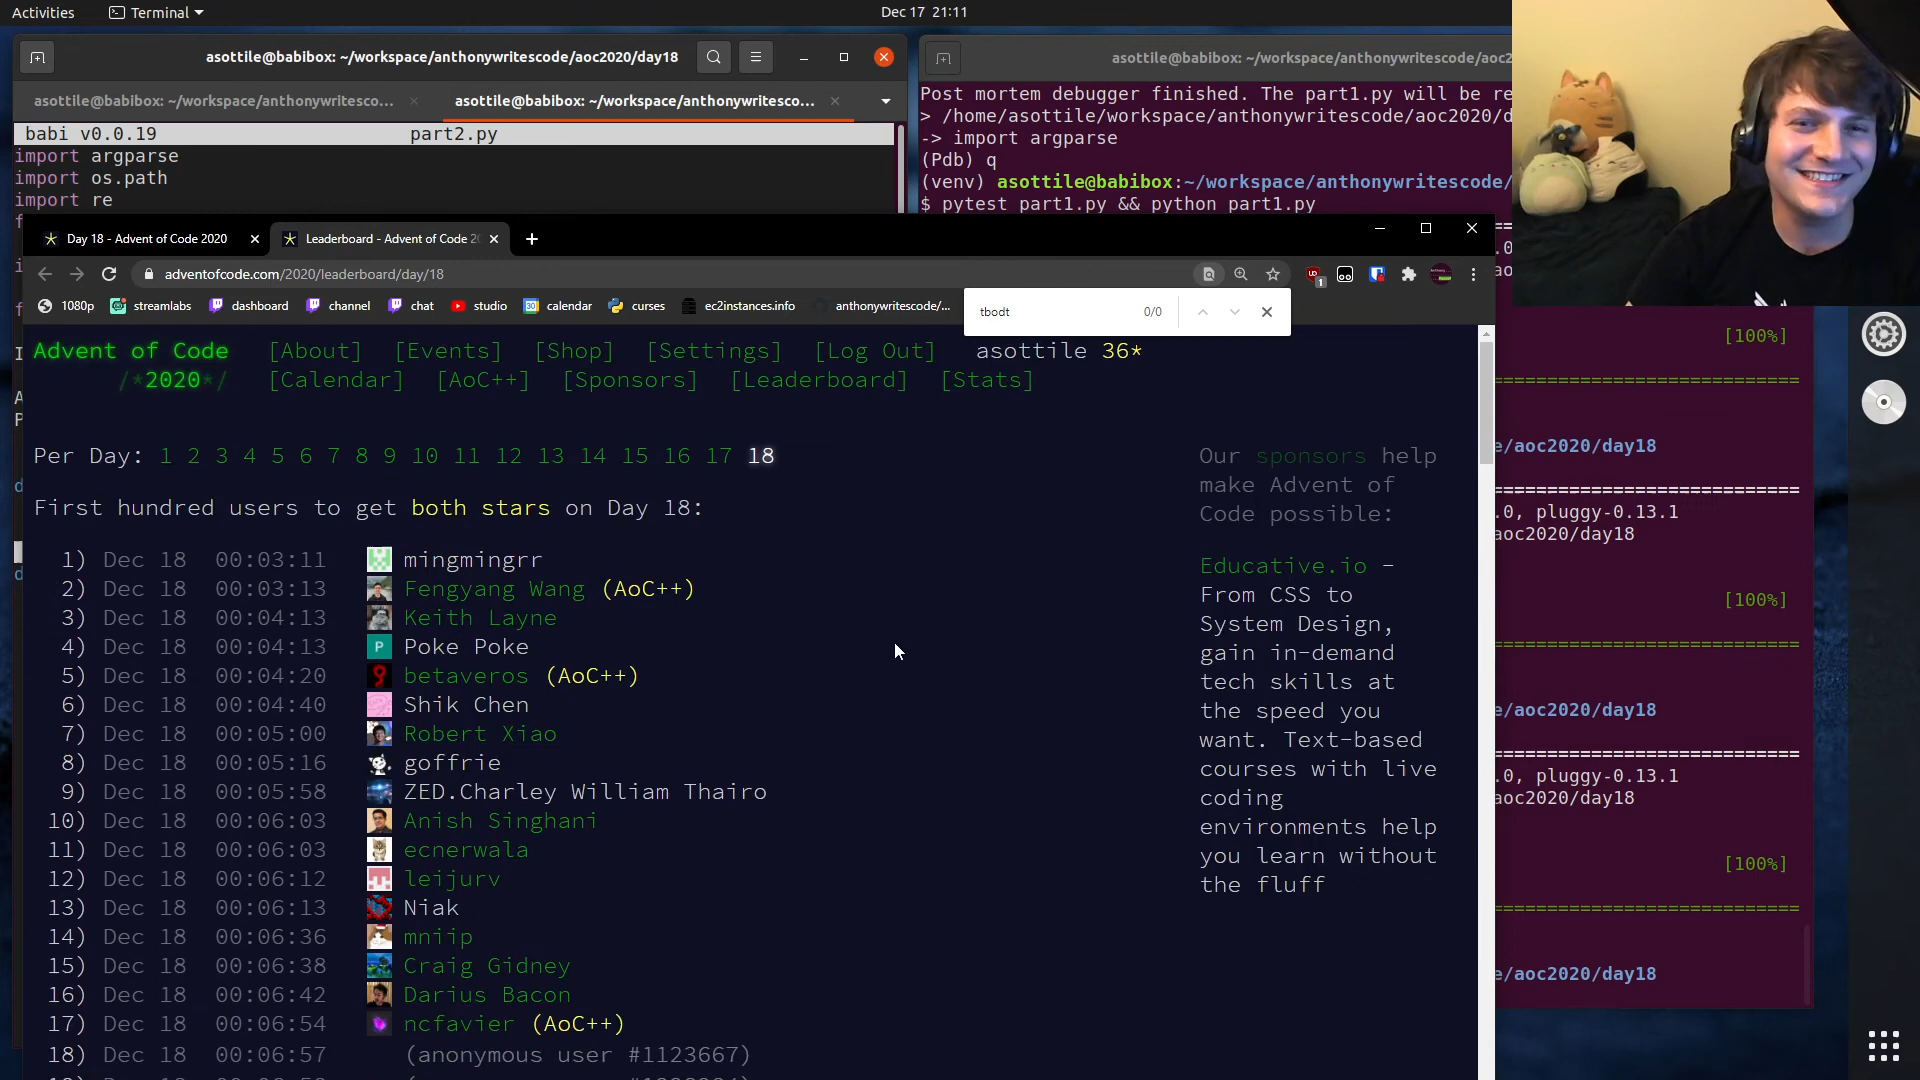 Activities
Terminal
Dec 17 21:11
asottile@babibox: ~/workspace/anthonywritescode/aoc2020/day18
asottile@babibox: ~/workspace/anthonywritesco...
asottile@babibox: ~/workspace/anthonywritesco...
babi v0.0.19 part2.py
import argparse
import os.path
import re
asottile@babibox: ~/workspace/anthonywritescode/aoc2
Post mortem debugger finished. The part1.py will be re
> /home/asottile/workspace/anthonywritescode/aoc2020/d
-> import argparse
(Pdb) q
(venv) asottile@babibox:~/workspace/anthonywritescode/
$ pytest part1.py && python part1.py
Day 18 - Advent of Code 2020
Leaderboard - Advent of Code 2
adventofcode.com/2020/leaderboard/day/18
1080p streamlabs dashboard channel chat studio calendar curses ec2instances.info anthonywritescode/...
tbodt 0/0
Advent of Code [About] [Events] [Shop] [Settings] [Log Out] asottile 36*
/*2020*/ [Calendar] [AoC++] [Sponsors] [Leaderboard] [Stats]
Per Day: 1 2 3 4 5 6 7 8 9 10 11 12 13 14 15 16 17 18
First hundred users to get both stars on Day 18:
1) Dec 18 00:03:11 mingmingrr
2) Dec 18 00:03:13 Fengyang Wang (AoC++)
3) Dec 18 00:04:13 Keith Layne
4) Dec 18 00:04:13 Poke Poke
5) Dec 18 00:04:20 betaveros (AoC++)
6) Dec 18 00:04:40 Shik Chen
7) Dec 18 00:05:00 Robert Xiao
8) Dec 18 00:05:16 goffrie
9) Dec 18 00:05:58 ZED.Charley William Thairo
10) Dec 18 00:06:03 Anish Singhani
11) Dec 18 00:06:03 ecnerwala
12) Dec 18 00:06:12 leijurv
13) Dec 18 00:06:13 Niak
14) Dec 18 00:06:36 mniip
15) Dec 18 00:06:38 Craig Gidney
16) Dec 18 00:06:42 Darius Bacon
17) Dec 18 00:06:54 ncfavier (AoC++)
18) Dec 18 00:06:57 (anonymous user #1123667)
Our sponsors help
make Advent of
Code possible:
Educative.io -
From CSS to
System Design,
gain in-demand
tech skills at
the speed you
want. Text-based
courses with live
coding
environments help
you learn without
the fluff
[100%]
e/aoc2020/day18
.0, pluggy-0.13.1
aoc2020/day18
[100%]
e/aoc2020/day18
.0, pluggy-0.13.1
aoc2020/day18
[100%]
e/aoc2020/day18